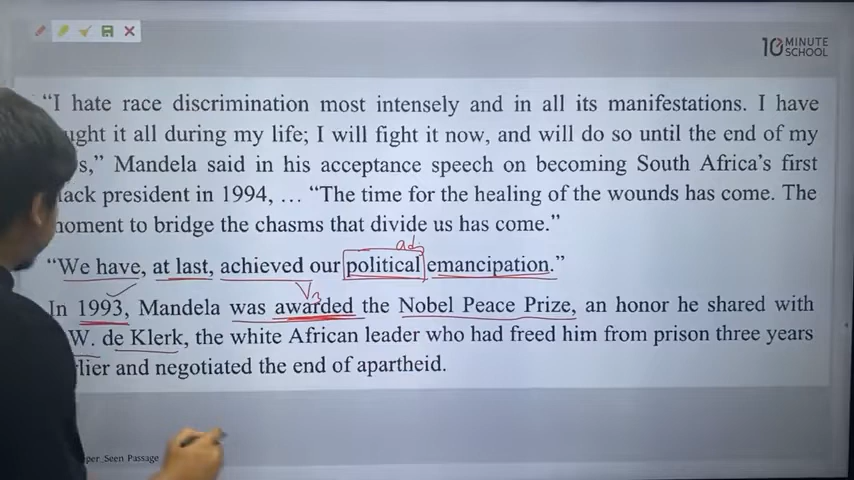 10 MINUTE
SCHOOL
“I hate race discrimination most intensely and in all its manifestations. I have
it all during my life; I will fight it now, and will do so until the end of my
Mandela said in his acceptance speech on becoming South Africa’s first
president in 1994, … “The time for the healing of the wounds has come. The
to bridge the chasms that divide us has come.”
adj
“We have, at last, achieved our political emancipation.”
V3
In 1993, Mandela was awarded the Nobel Peace Prize, an honor he shared with
W. de Klerk, the white African leader who had freed him from prison three years
and negotiated the end of apartheid.
Seen Passage